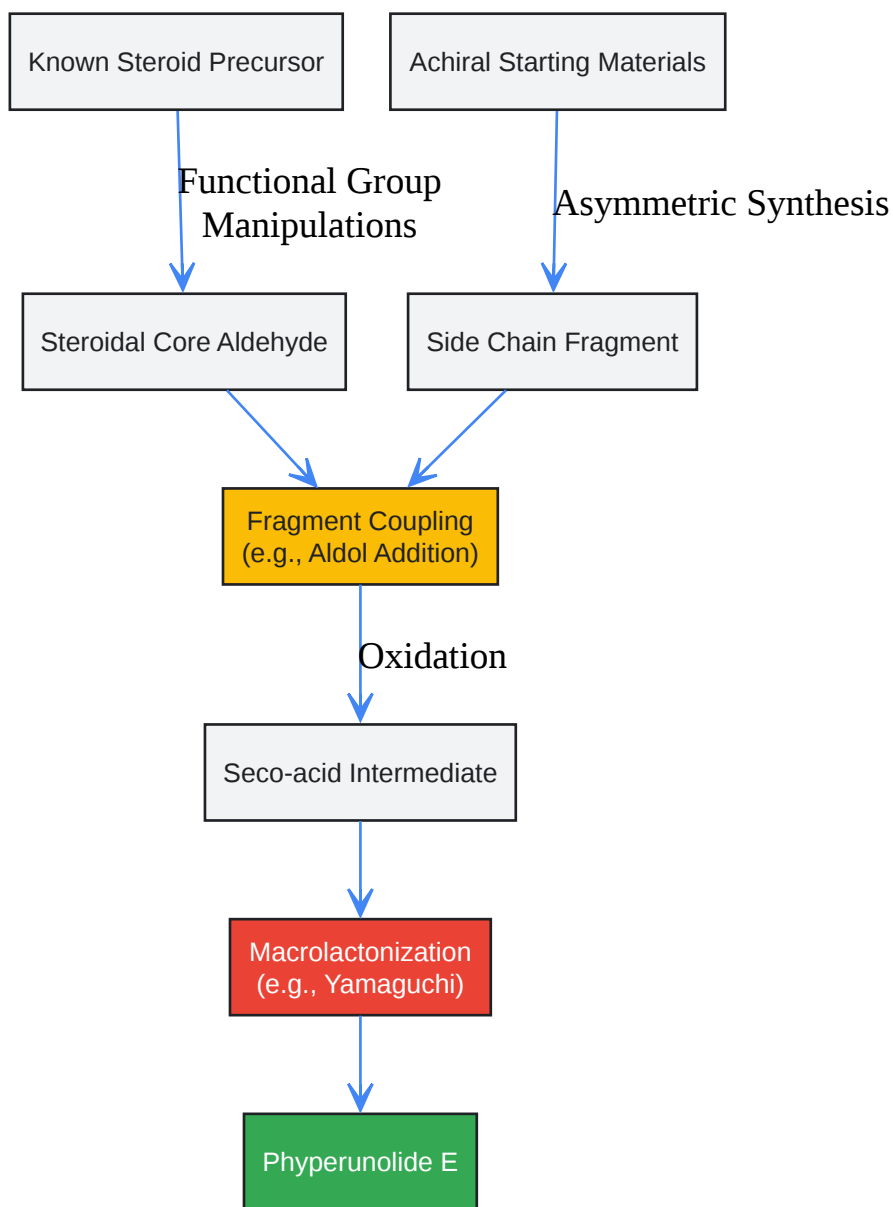 Known Steroid Precursor
Achiral Starting Materials
Functional Group
Manipulations
Asymmetric Synthesis
Steroidal Core Aldehyde
Side Chain Fragment
Fragment Coupling
(e.g., Aldol Addition)
Oxidation
Seco-acid Intermediate
Macrolactonization
(e.g., Yamaguchi)
Phyperunolide E